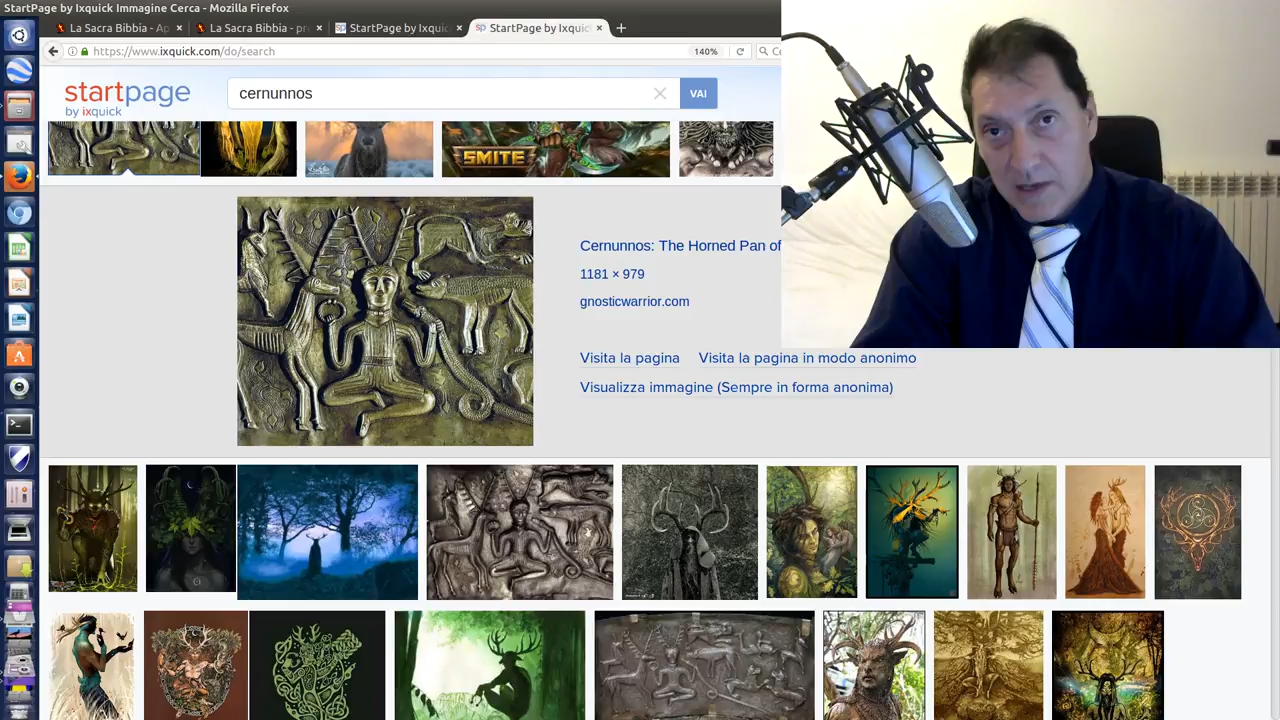 StartPage by Ixquick Immagine Cerca - Mozilla Firefox
La Sacra Bibbia - Ap
La Sacra Bibbia - pr
StartPage by Ixquic
StartPage by Ixquic
https://www.ixquick.com/do/search
140%
startpage
by ixquick
cernunnos
VAI
SMITE
Cernunnos: The Horned Pan of
1181 × 979
gnosticwarrior.com
Visita la pagina
Visita la pagina in modo anonimo
Visualizza immagine (Sempre in forma anonima)